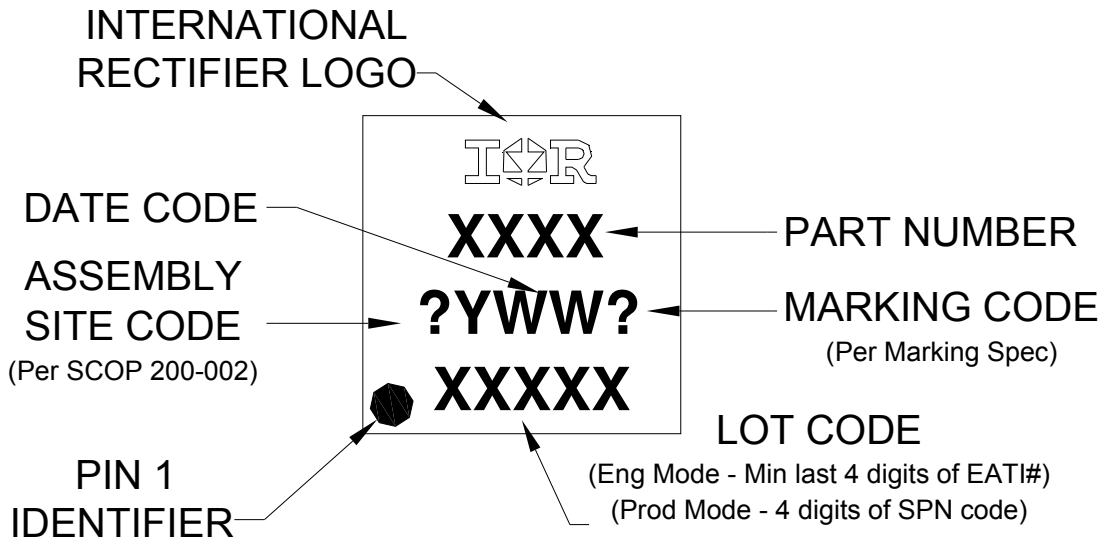 INTERNATIONAL
RECTIFIER LOGO
IOR
DATE CODE
XXXX
PART NUMBER
ASSEMBLY
SITE CODE
(Per SCOP 200-002)
?YWW?
MARKING CODE
(Per Marking Spec)
XXXXX
LOT CODE
(Eng Mode - Min last 4 digits of EATI#)
(Prod Mode - 4 digits of SPN code)
PIN 1
IDENTIFIER